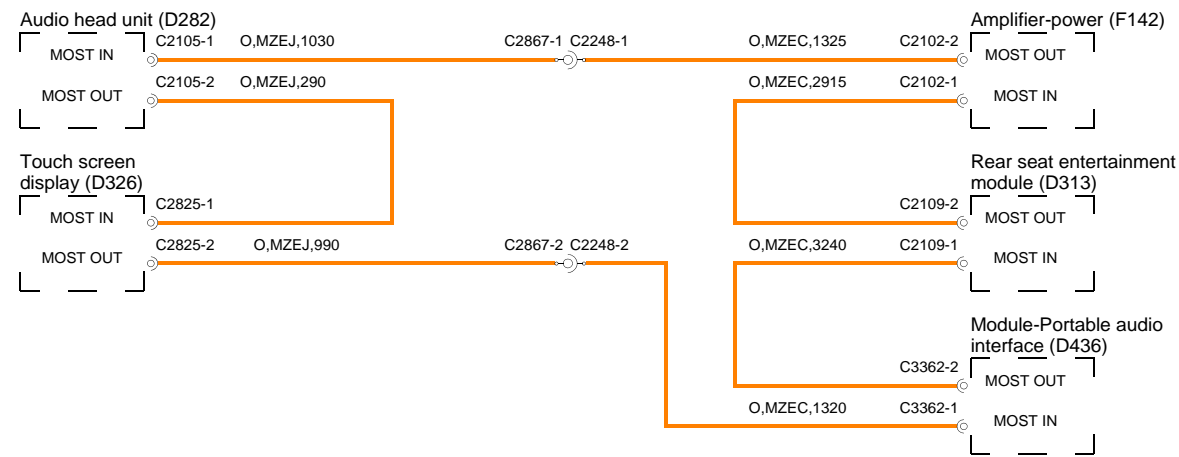 Audio head unit (D282)
Amplifier-power (F142)
C2105-1 O,MZEJ,1030 C2867-1 C2248-1 O,MZEC,1325 C2102-2
MOST IN
MOST OUT
C2105-2 O,MZEJ,290 O,MZEC,2915 C2102-1
MOST OUT
MOST IN
Touch screen
display (D326)
Rear seat entertainment
module (D313)
C2825-1
C2109-2
MOST IN
MOST OUT
C2825-2 O,MZEJ,990 C2867-2 C2248-2 O,MZEC,3240 C2109-1
MOST OUT
MOST IN
Module-Portable audio
interface (D436)
C3362-2
MOST OUT
O,MZEC,1320 C3362-1
MOST IN